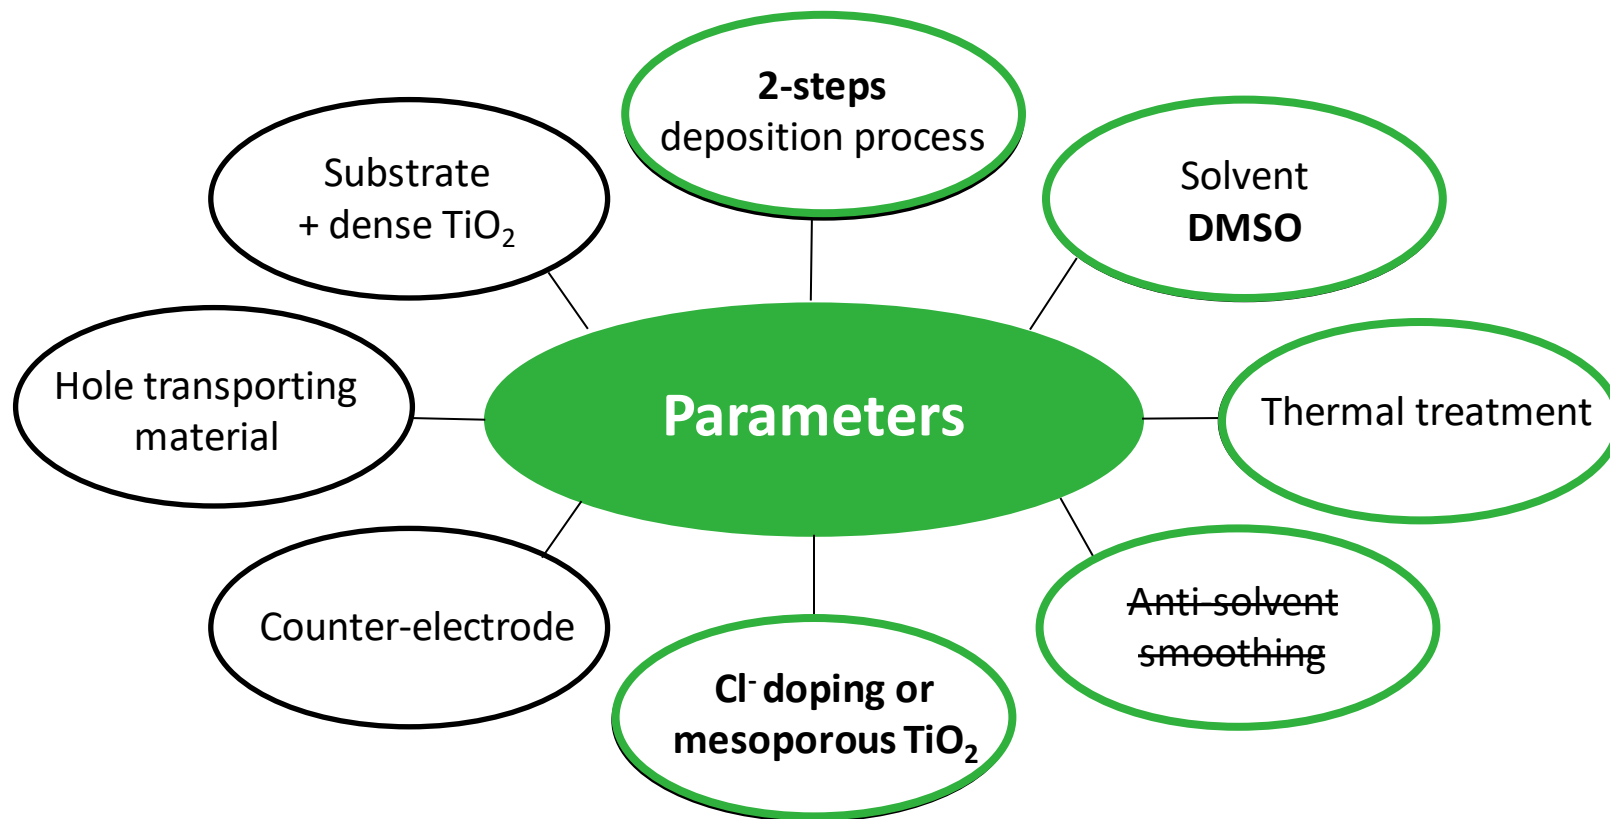 2-steps
deposition process
Substrate
+ dense TiO₂
Solvent
DMSO
Hole transporting
material
Parameters
Thermal treatment
Counter-electrode
Anti-solvent
smoothing
Cl⁻ doping or
mesoporous TiO₂